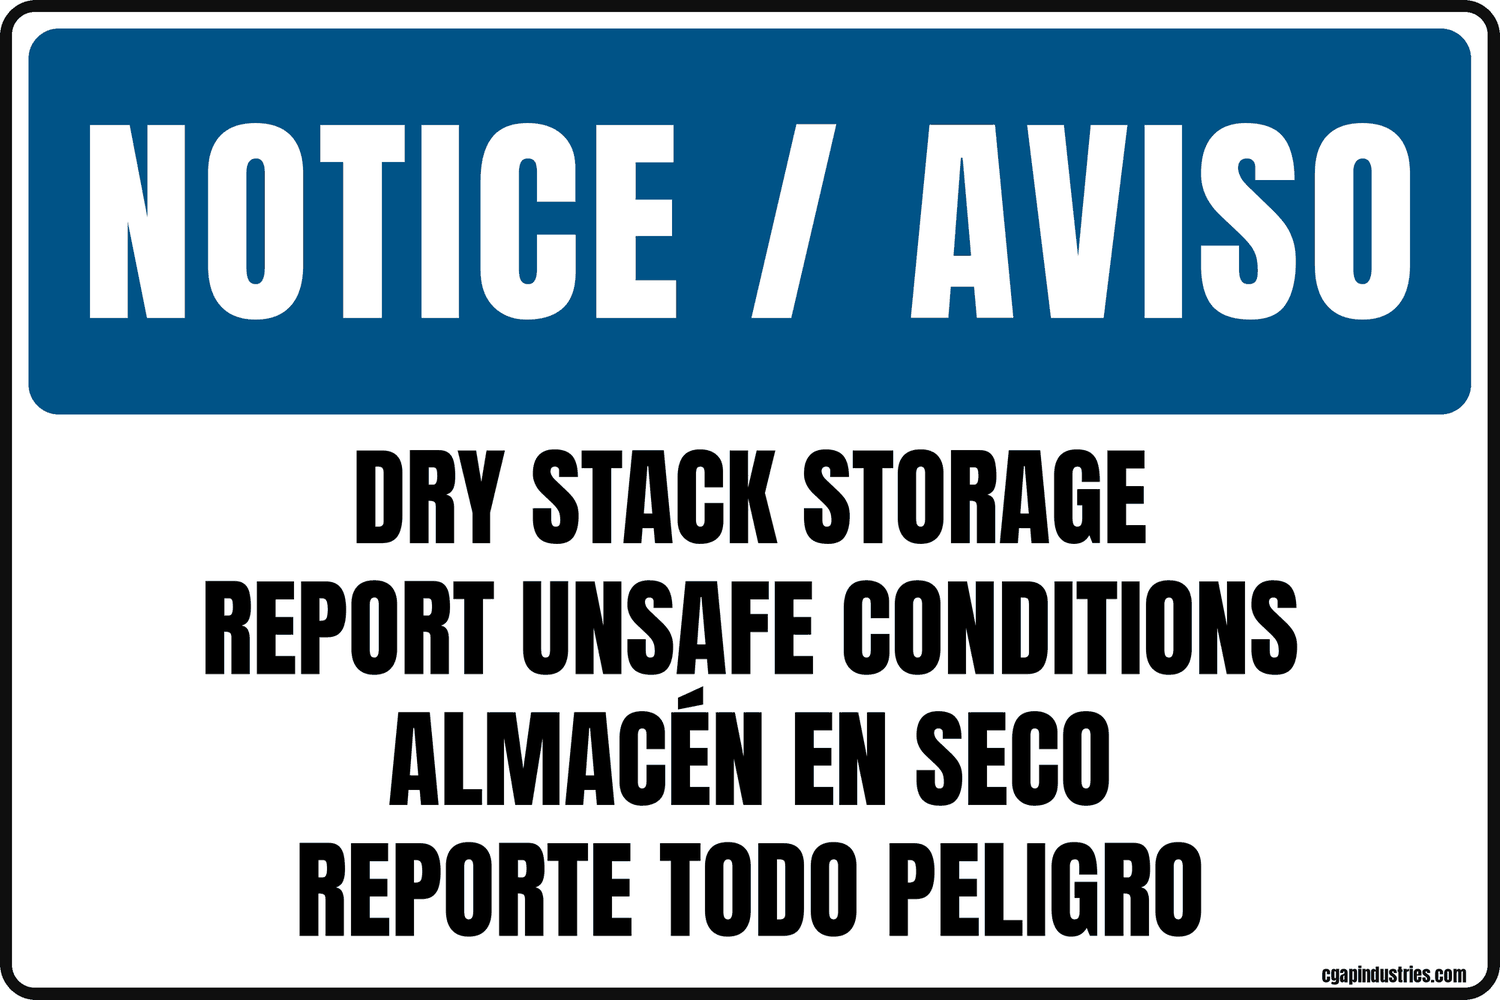 NOTICE / AVISO
DRY STACK STORAGE
REPORT UNSAFE CONDITIONS
ALMACÉN EN SECO
REPORTE TODO PELIGRO
cgapindustries.com